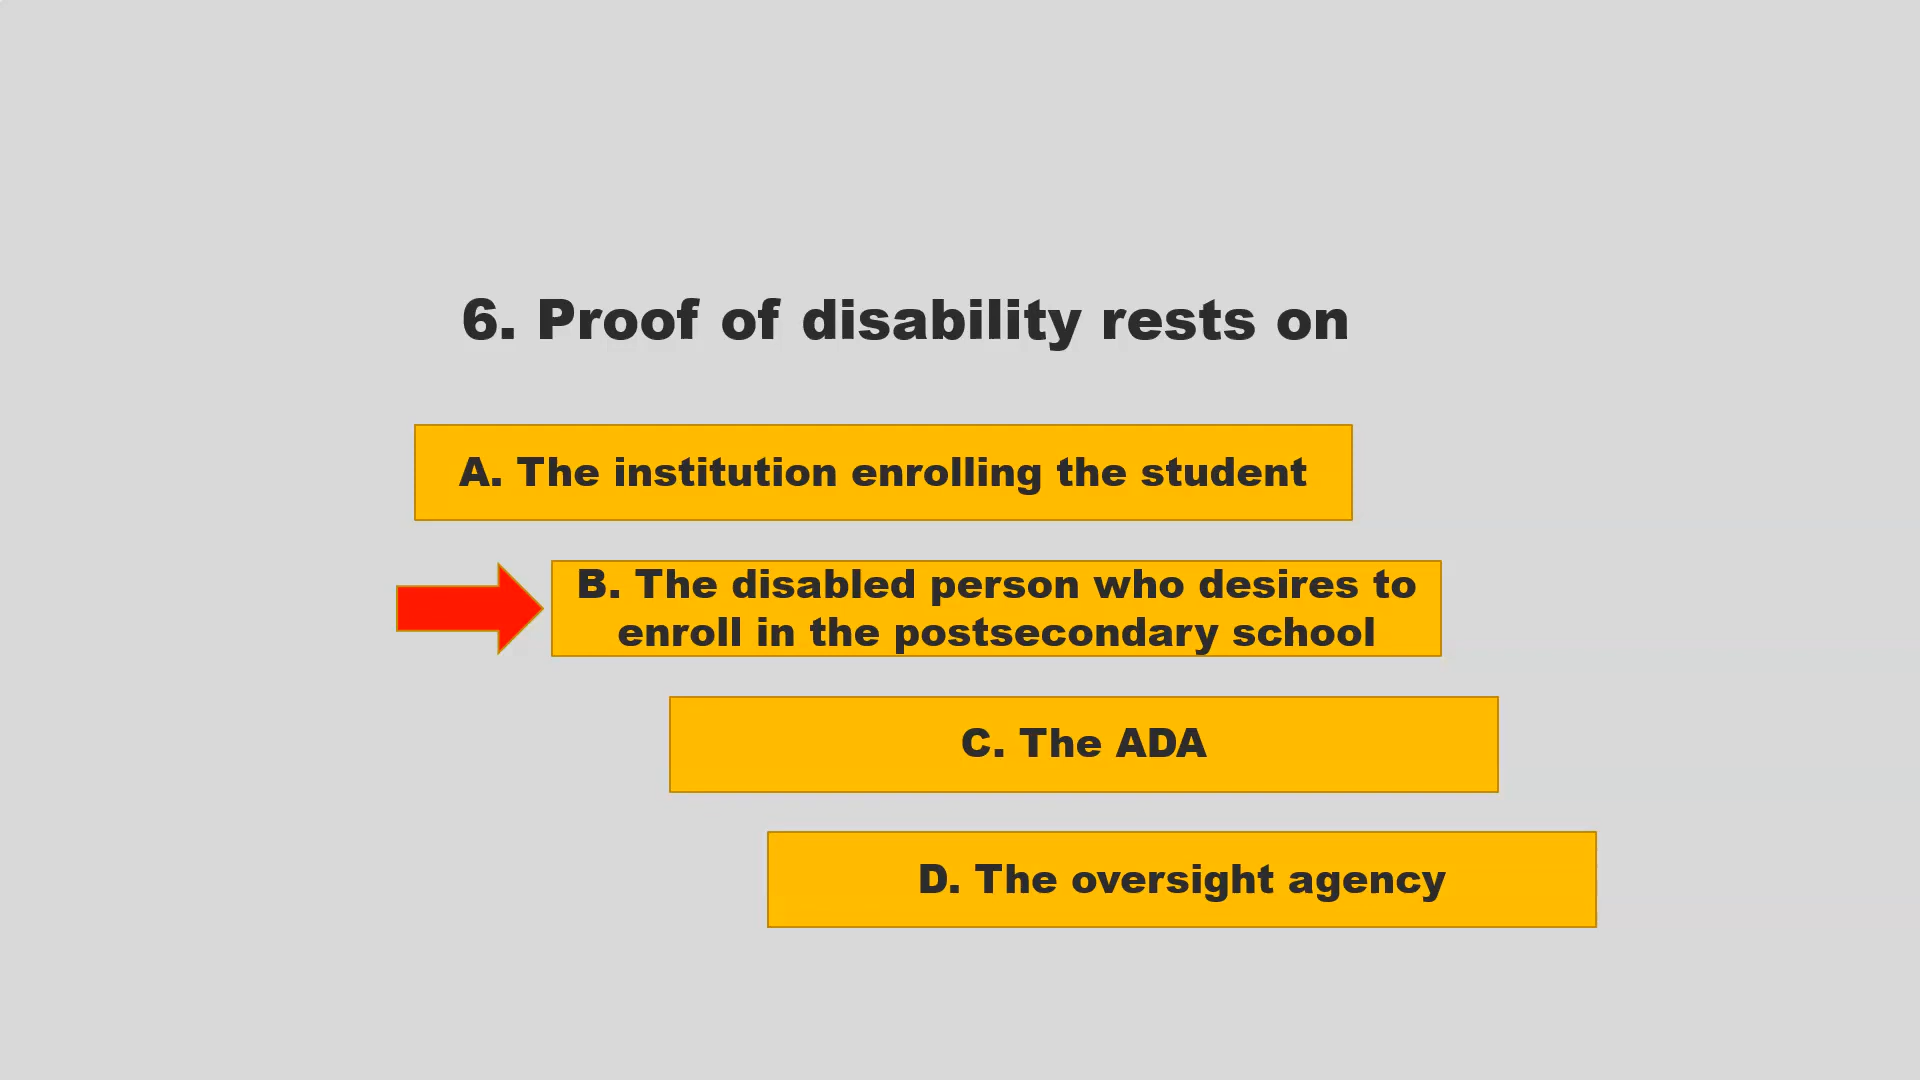 6. Proof of disability rests on
A. The institution enrolling the student
B. The disabled person who desires to
enroll in the postsecondary school
C. The ADA
D. The oversight agency